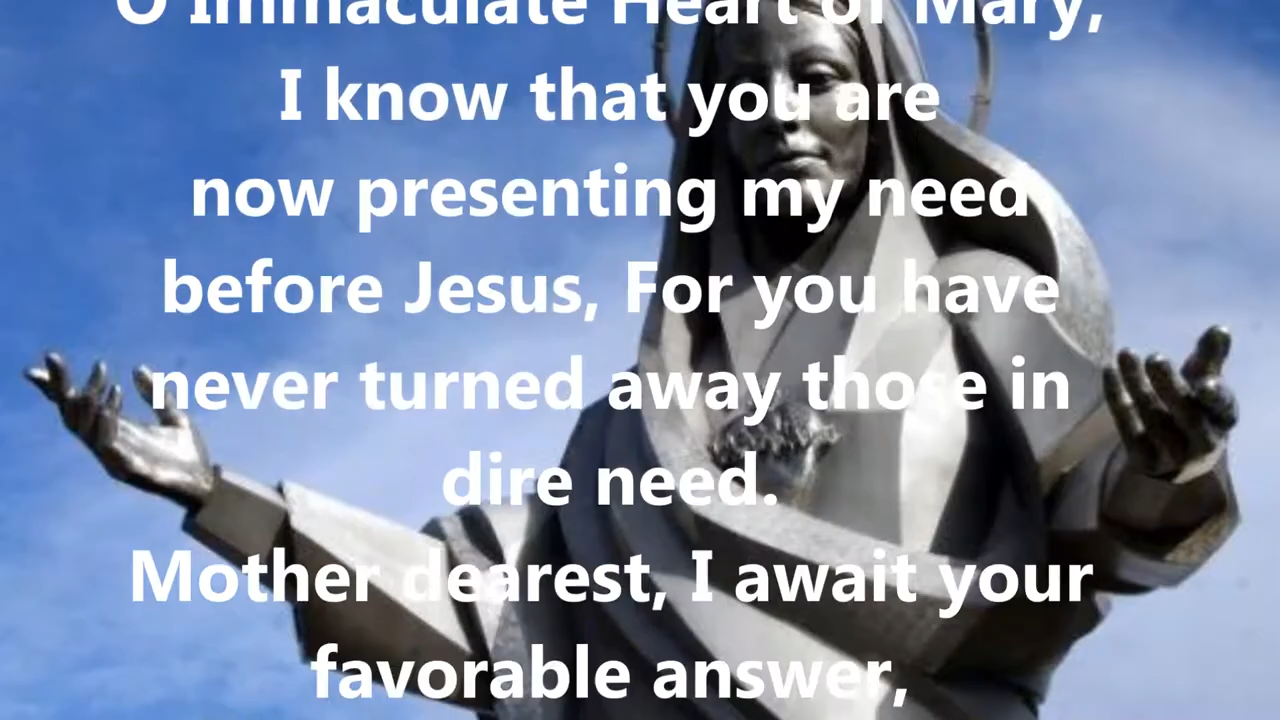 O Immaculate Heart of Mary,
I know that you are
now presenting my need
before Jesus, For you have
never turned away those in
dire need.
Mother dearest, I await your
favorable answer,